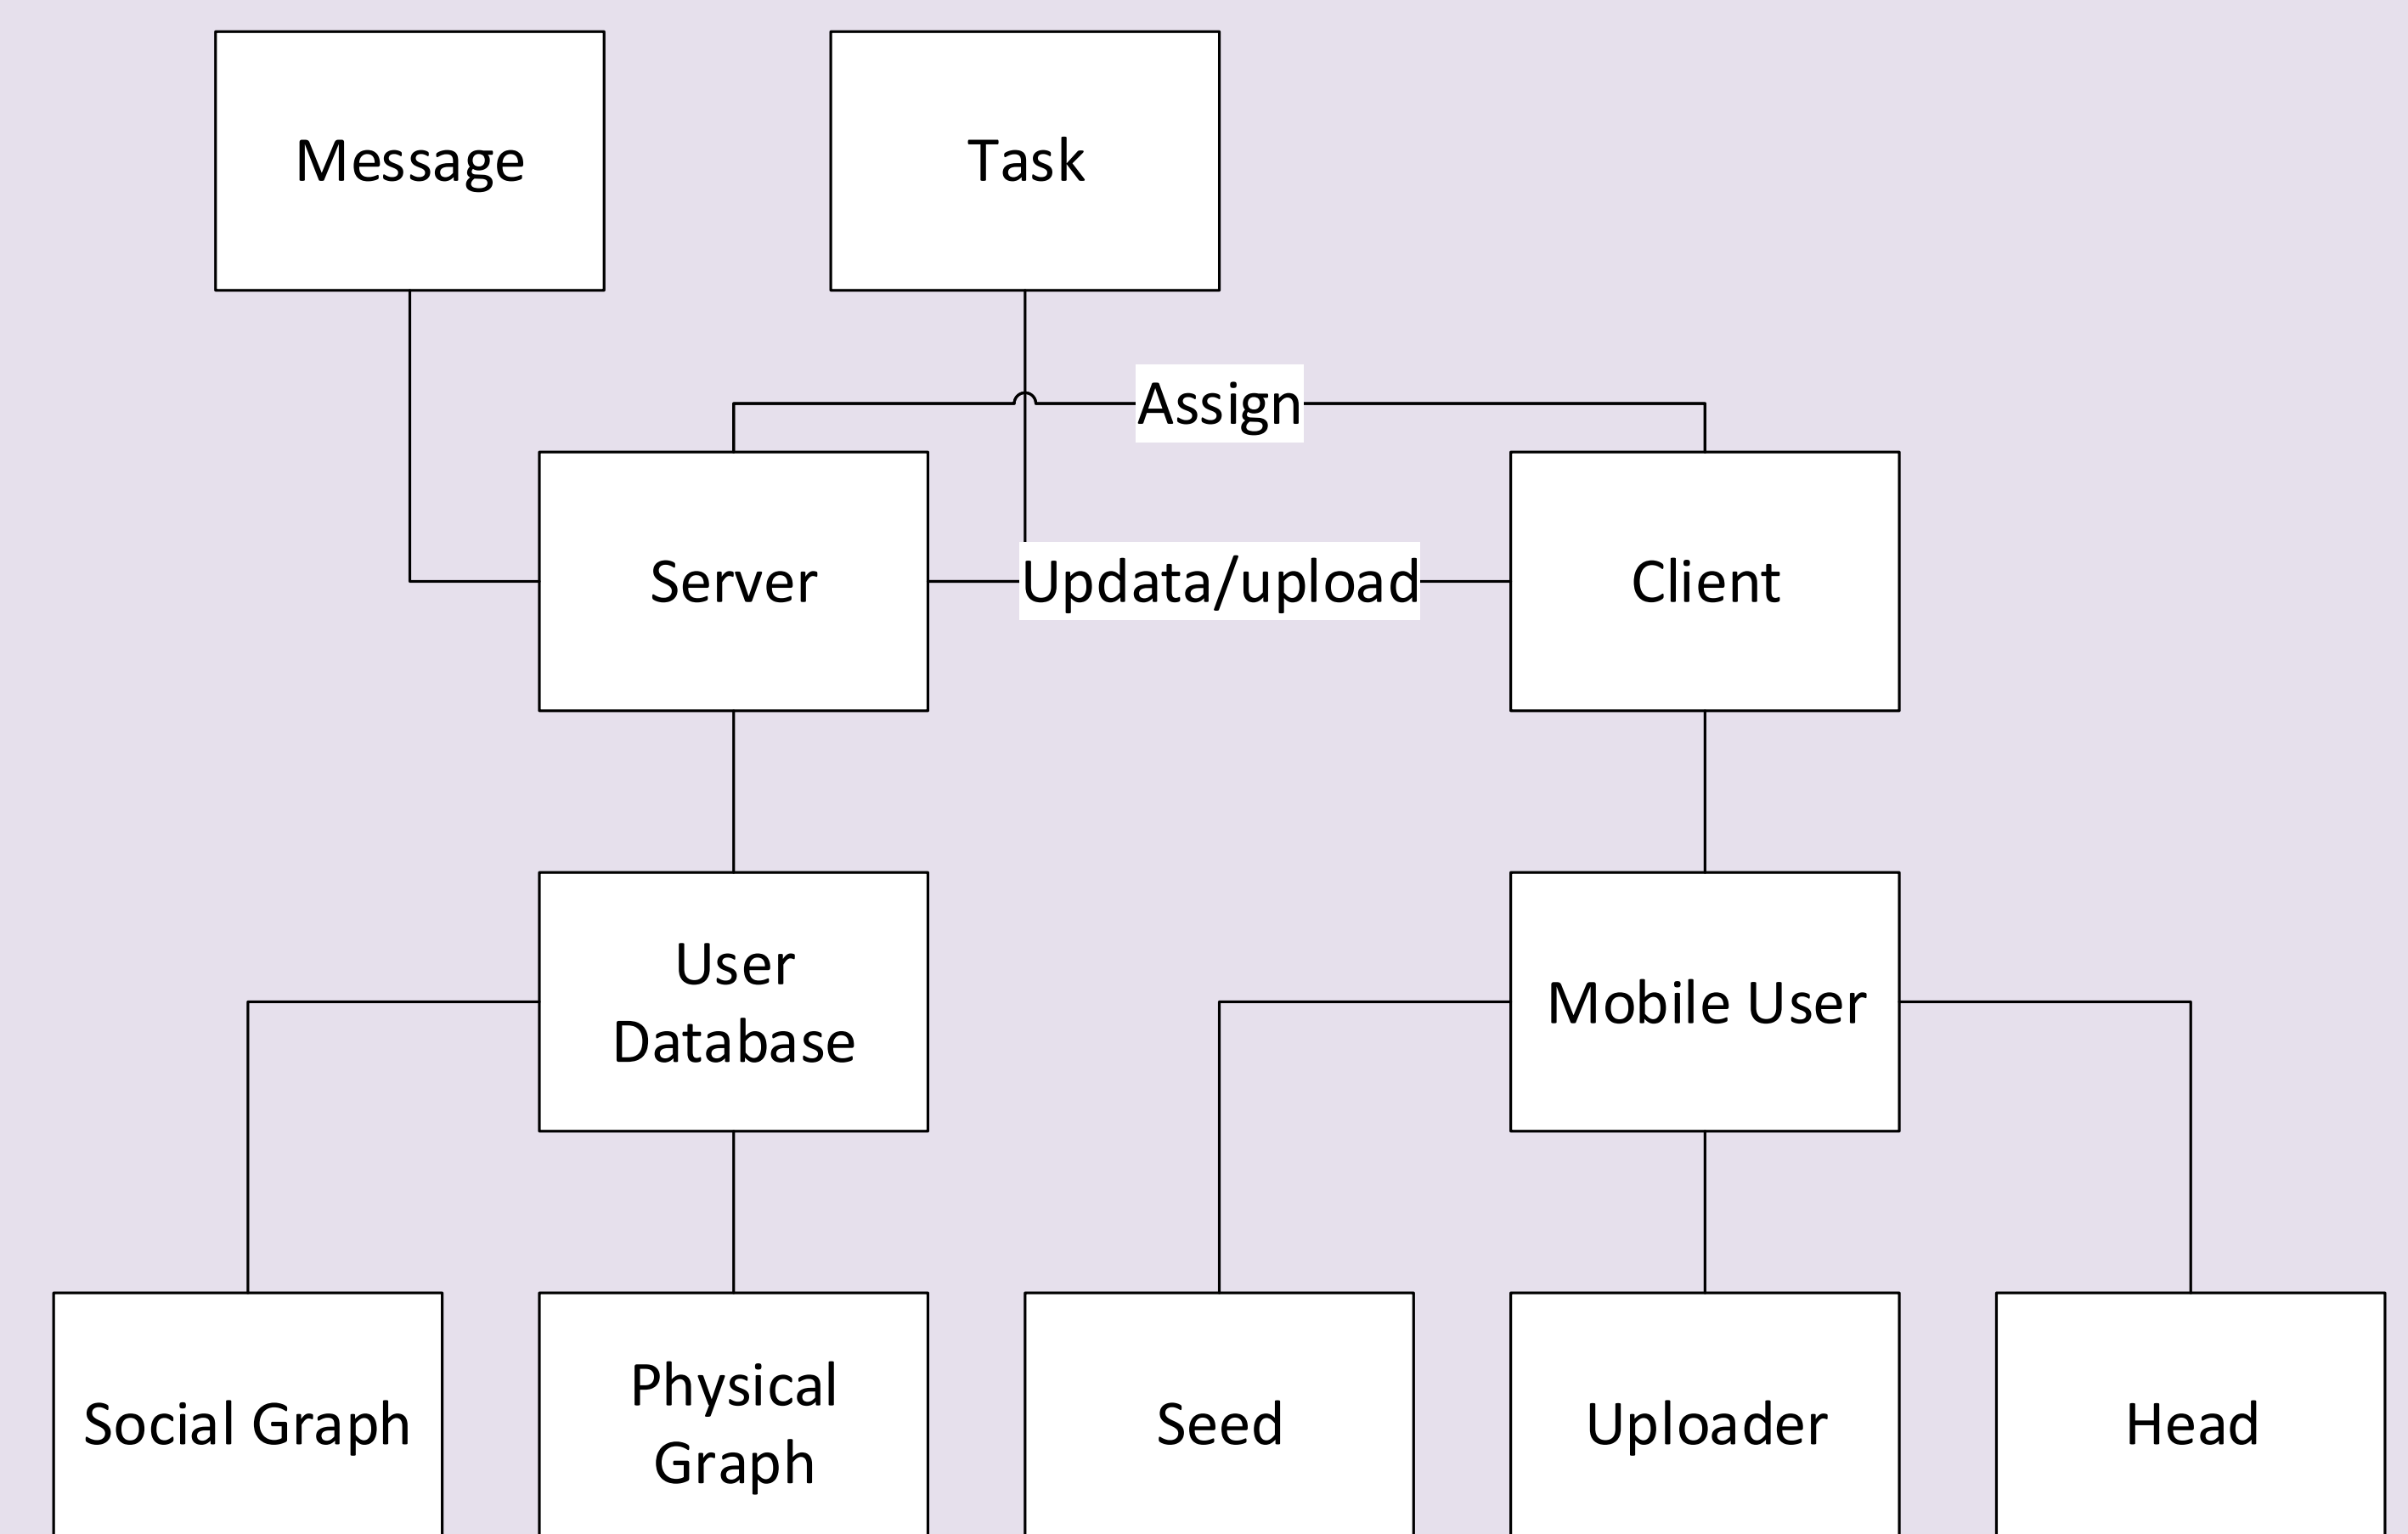 Message
Task
Assign
Server
Updata/upload
Client
User
Database
Mobile User
Social Graph
Physical
Graph
Seed
Uploader
Head